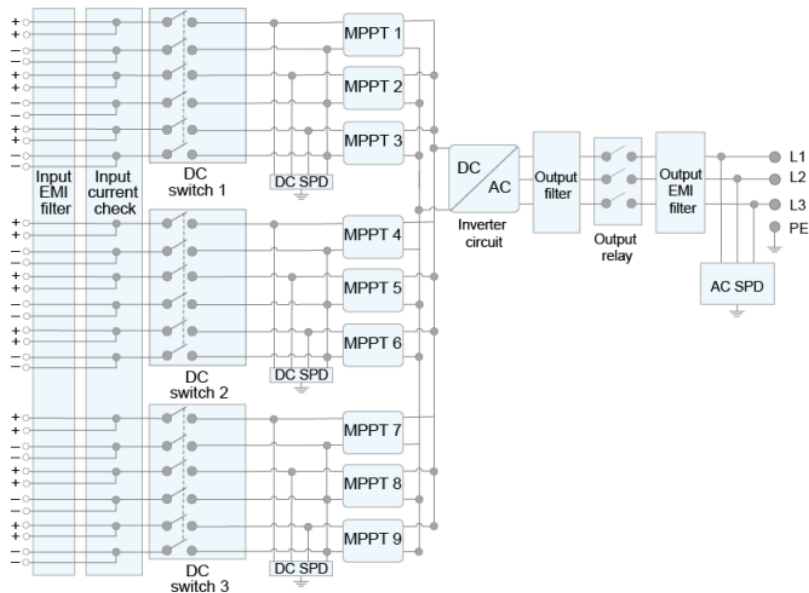 +
+
−
−
+
+
−
−
+
+
−
−
Input
EMI
filter
Input
current
check
DC
switch 1
MPPT 1
MPPT 2
MPPT 3
DC SPD
+
+
−
−
+
+
−
−
+
+
−
−
DC
switch 2
MPPT 4
MPPT 5
MPPT 6
DC SPD
+
+
−
−
+
+
−
−
+
+
−
−
DC
switch 3
MPPT 7
MPPT 8
MPPT 9
DC SPD
DC
AC
Inverter
circuit
Output
filter
Output
relay
Output
EMI
filter
L1
L2
L3
PE
AC SPD